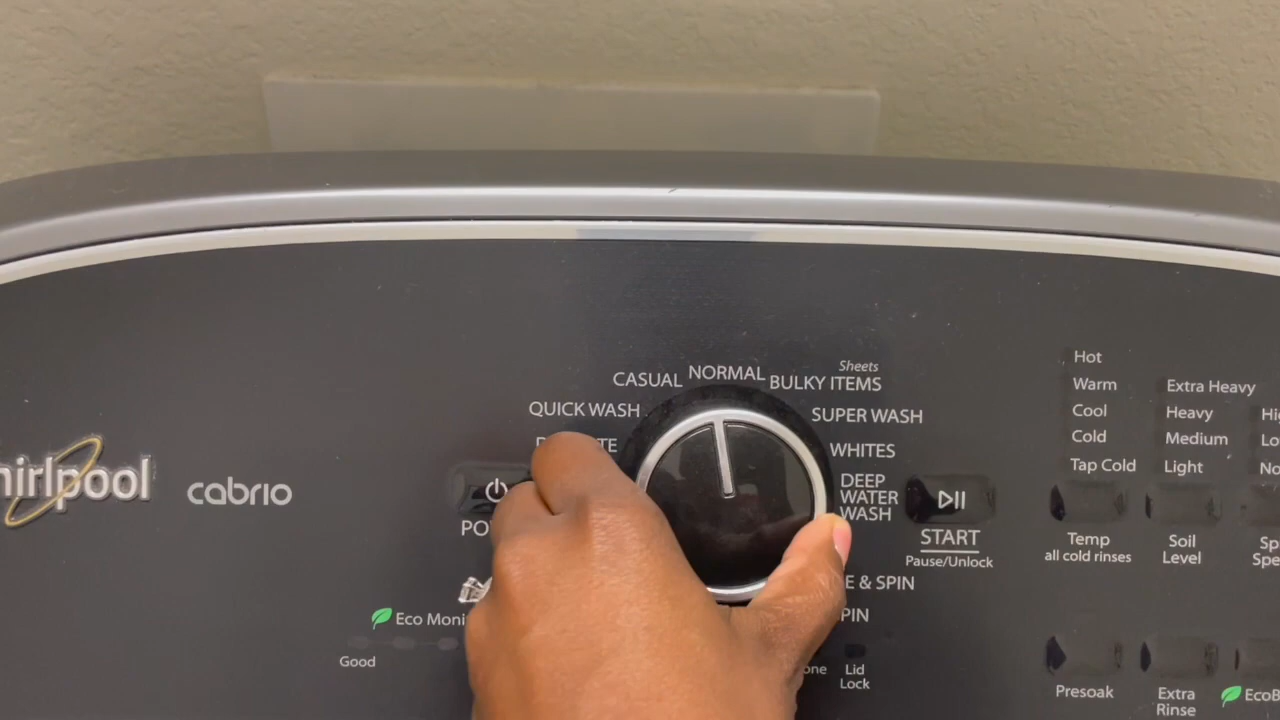 Whirlpool
cabrio
Sheets
NORMAL
CASUAL
BULKY ITEMS
QUICK WASH
SUPER WASH
WHITES
DEEP
WATER
WASH
START
Pause/Unlock
& SPIN
Eco
Good
Lid
Lock
Hot
Warm
Cool
Cold
Tap Cold
Temp
all cold rinses
Extra Heavy
Heavy
Medium
Light
Soil
Level
Presoak
Extra
Rinse